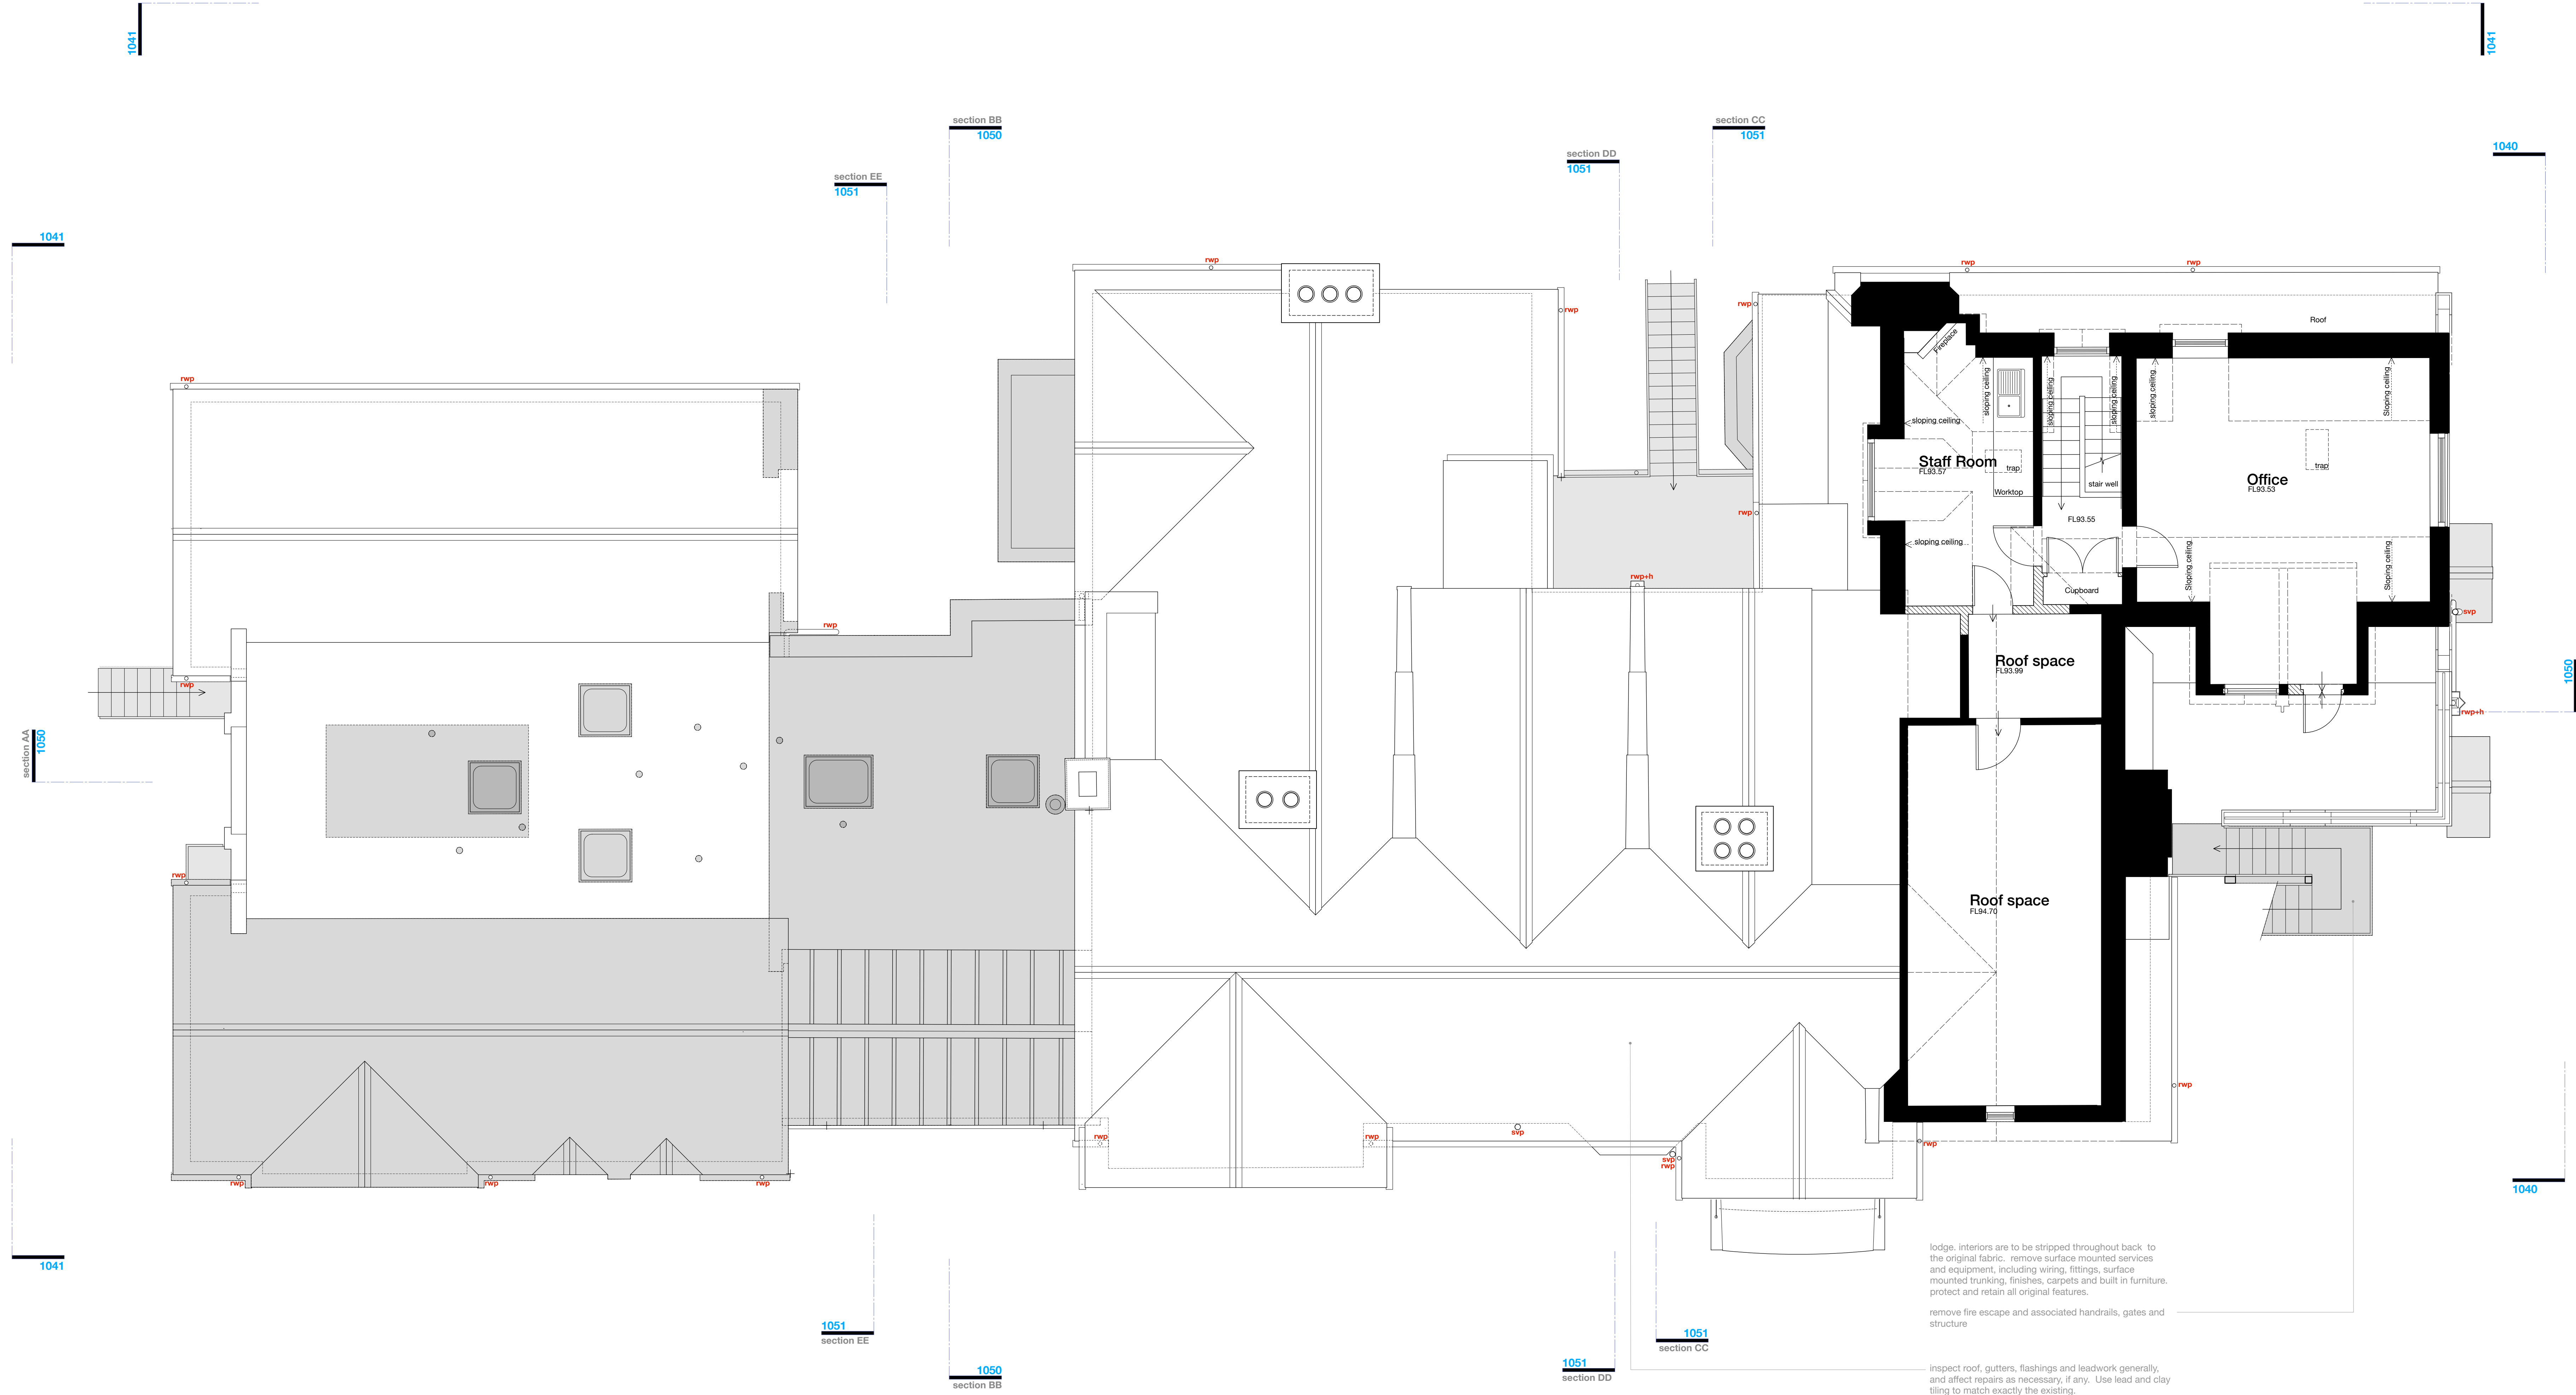 1041
1041
section BB
1050
section CC
1051
section DD
1051
1040
section EE
1051
1041
rwp
rwp
rwp
rwp
rwp
Roof
Fireplace
sloping ceiling
sloping ceiling
sloping ceiling
sloping ceiling
Sloping ceiling
rwp
sloping ceiling
Staff Room
FL93.57
trap
trap
Office
FL93.53
stair well
Worktop
rwp
FL93.55
sloping ceiling
Sloping ceiling
Sloping ceiling
rwp+h
Cupboard
svp
rwp
Roof space
FL93.99
1050
rwp
rwp+h
section AA
1050
rwp
Roof space
FL94.70
rwp
rwp
rwp
svp
rwp
svp
rwp
rwp
rwp
rwp
1040
lodge. interiors are to be stripped throughout back to
the original fabric. remove surface mounted services
and equipment, including wiring, fittings, surface
mounted trunking, finishes, carpets and built in furniture.
protect and retain all original features.
1041
remove fire escape and associated handrails, gates and
structure
1051
section EE
1051
section CC
1050
section BB
1051
section DD
inspect roof, gutters, flashings and leadwork generally,
and affect repairs as necessary, if any. Use lead and clay
tiling to match exactly the existing.